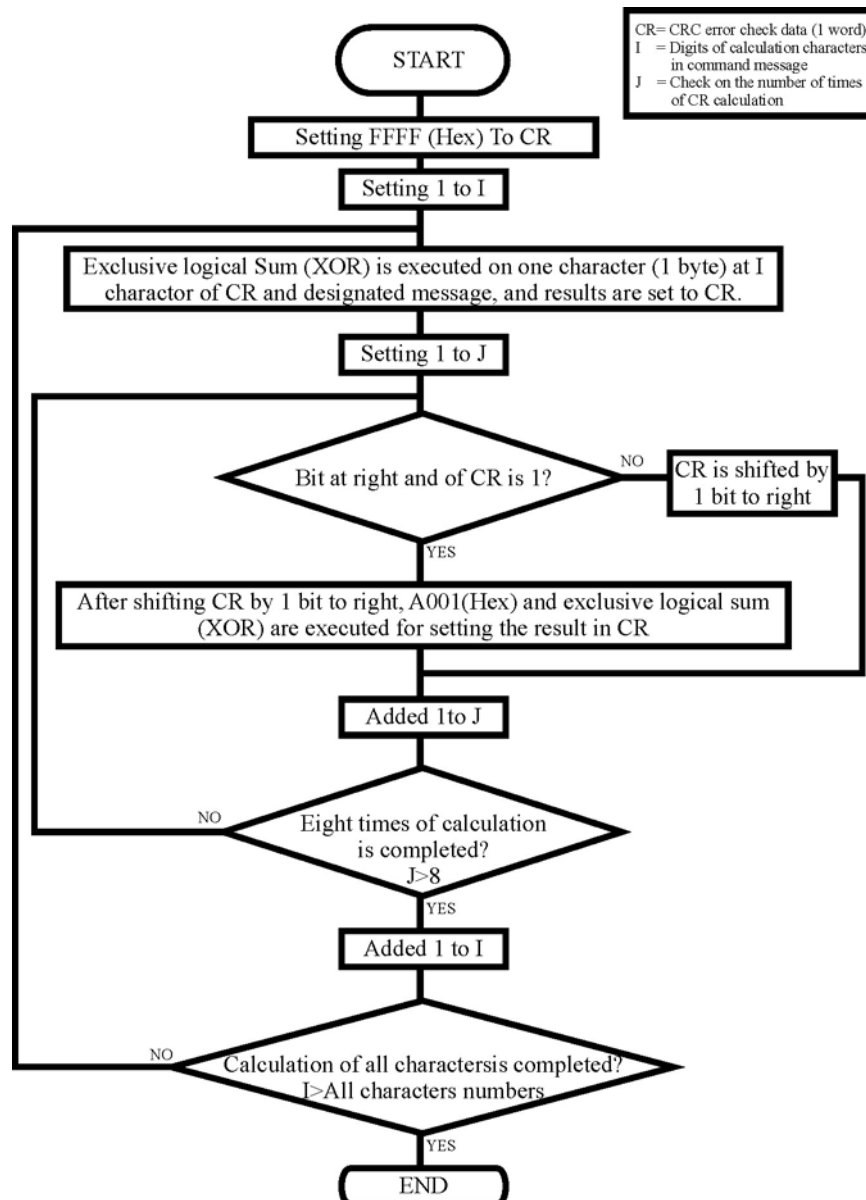 CR= CRC error check data (1 word)
I = Digits of calculation characters
in command message
J = Check on the number of times
of CR calculation
START
Setting FFFF (Hex) To CR
Setting 1 to I
Exclusive logical Sum (XOR) is executed on one character (1 byte) at I
charactor of CR and designated message, and results are set to CR.
Setting 1 to J
Bit at right and of CR is 1?
NO
CR is shifted by
1 bit to right
YES
After shifting CR by 1 bit to right, A001(Hex) and exclusive logical sum
(XOR) are executed for setting the result in CR
Added 1to J
NO
Eight times of calculation
is completed?
J>8
YES
Added 1 to I
NO
Calculation of all charactersis completed?
I>All characters numbers
YES
END